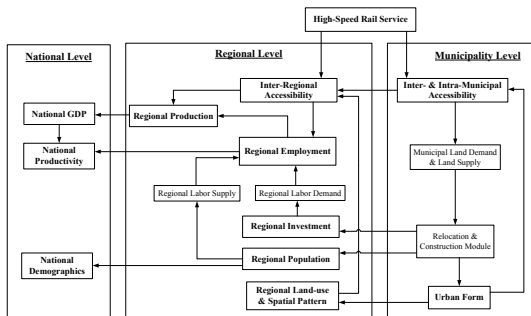 High-Speed Rail Service
National Level
Regional Level
Municipality Level
Inter-Regional
Accessibility
Inter- & Intra-Municipal
Accessibility
National GDP
Regional Production
National
Productivity
Regional Employment
Municipal Land Demand
& Land Supply
Regional Labor Supply
Regional Labor Demand
Regional Investment
Relocation &
Construction Module
National
Demographics
Regional Population
Regional Land-use
& Spatial Pattern
Urban Form